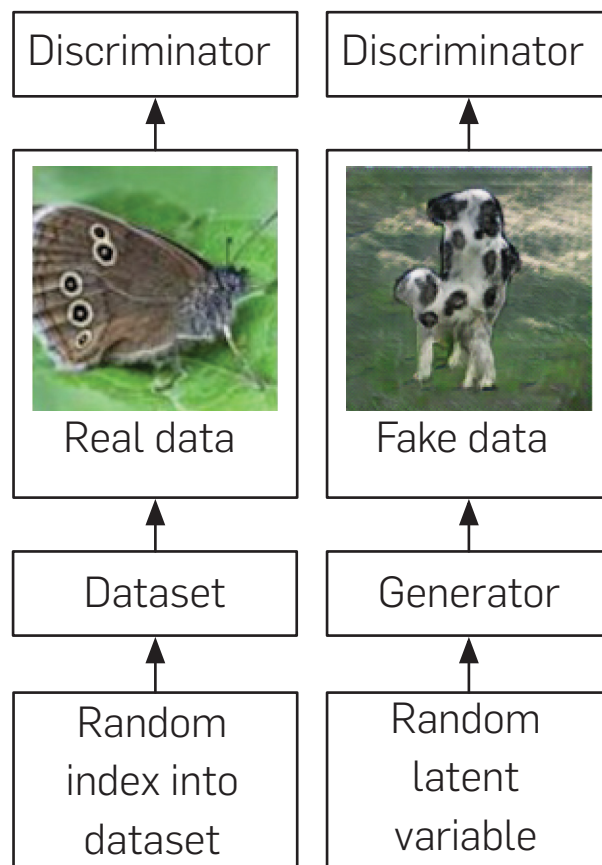 Discriminator
Real data
Dataset
Random
index into
dataset
Discriminator
Fake data
Generator
Random
latent
variable